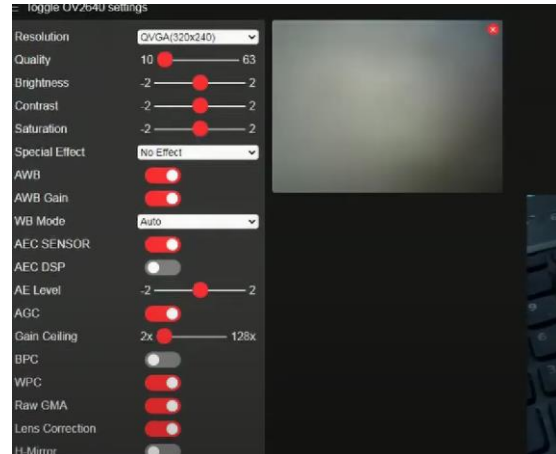 Toggle OV2640 settings
Resolution QVGA(320x240)
Quality 10 63
Brightness -2 2
Contrast -2 2
Saturation -2 2
Special Effect No Effect
AWB
AWB Gain
WB Mode Auto
AEC SENSOR
AEC DSP
AE Level -2 2
AGC
Gain Ceiling 2x 128x
BPC
WPC
Raw GMA
Lens Correction
H-Mirror